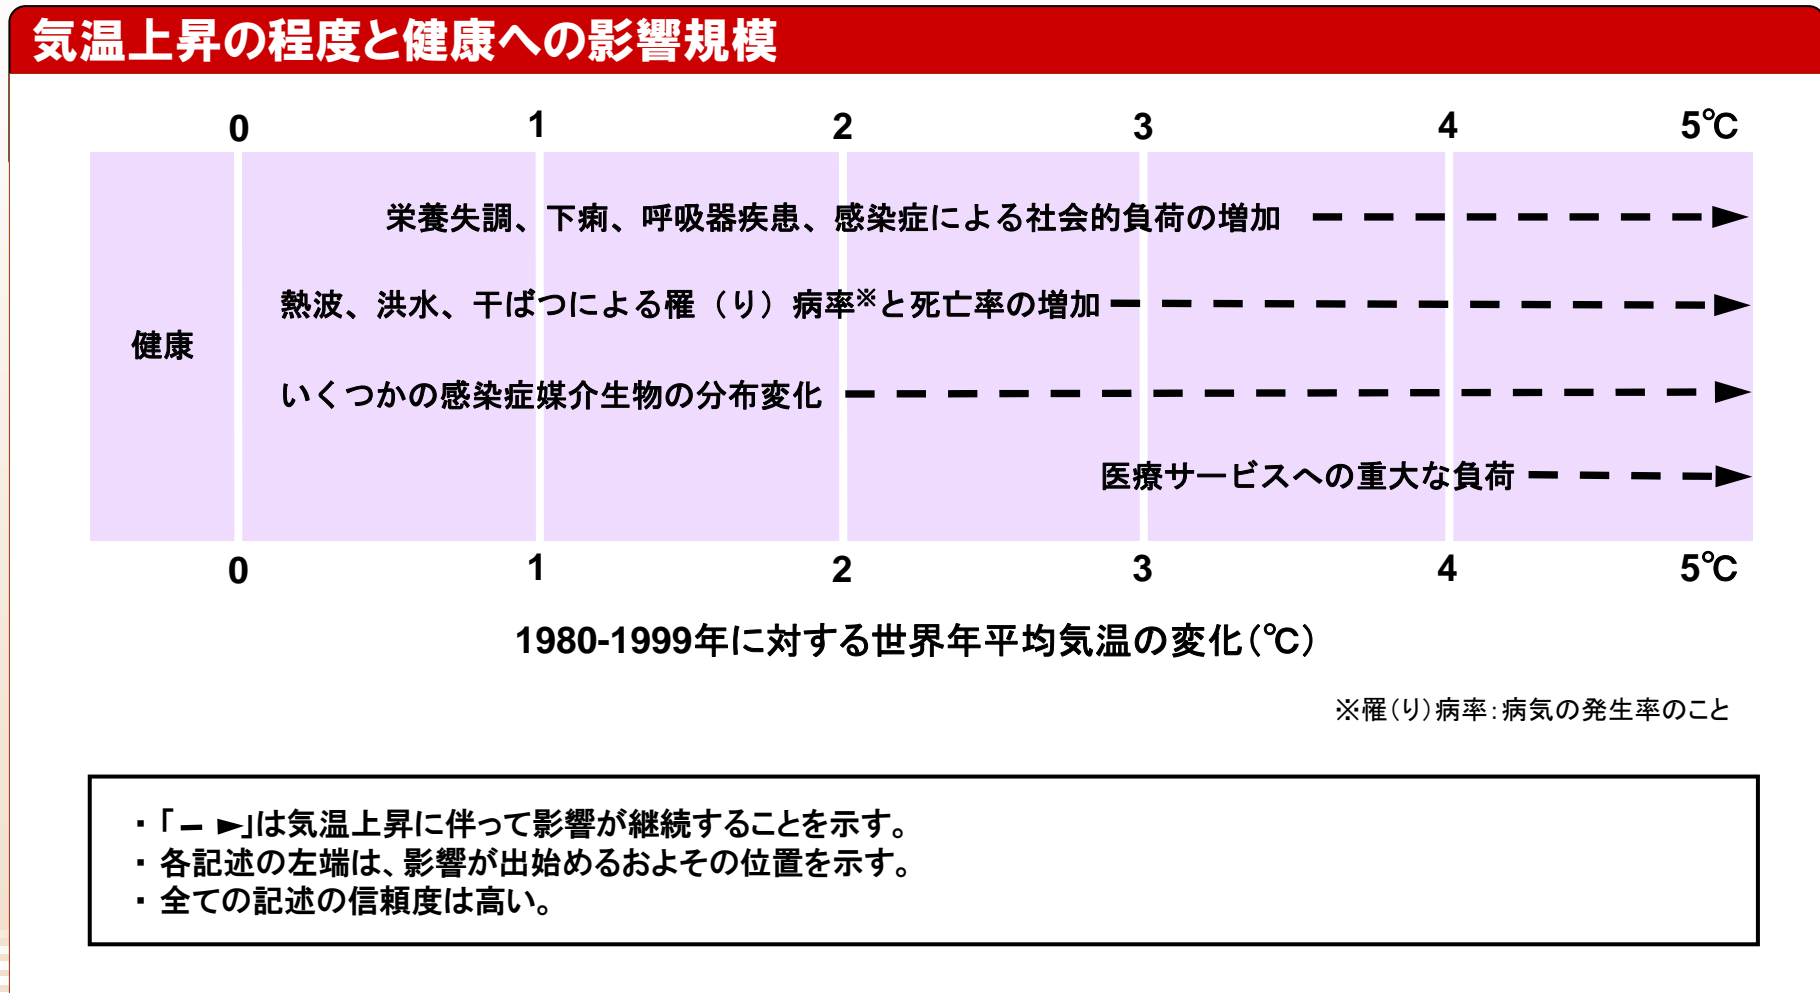 気温上昇の程度と健康への影響規模
0 1 2 3 4 5℃
栄養失調、下痢、呼吸器疾患、感染症による社会的負荷の増加
熱波、洪水、干ばつによる罹（り）病率※と死亡率の増加
健康
いくつかの感染症媒介生物の分布変化
医療サービスへの重大な負荷
0 1 2 3 4 5℃
1980-1999年に対する世界年平均気温の変化(℃)
※罹(り)病率:病気の発生率のこと
・「－ ►」は気温上昇に伴って影響が継続することを示す。
・各記述の左端は、影響が出始めるおよその位置を示す。
・全ての記述の信頼度は高い。